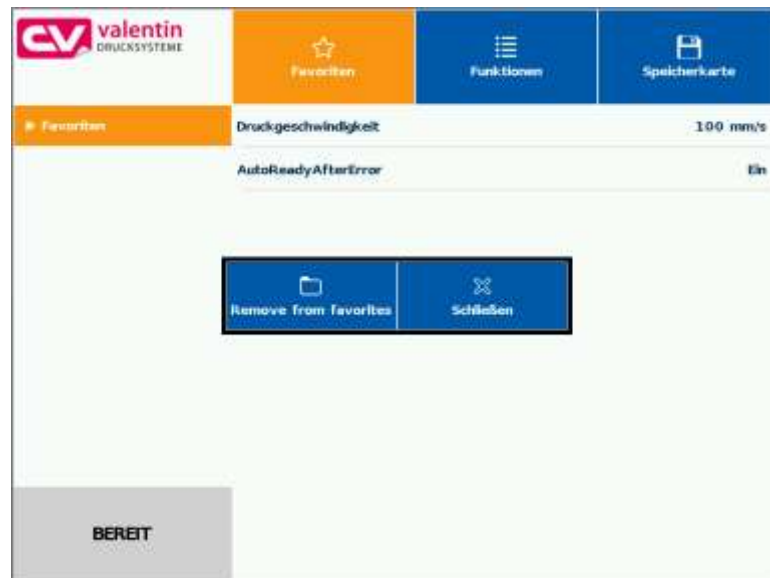 valentin
DRUCKSYSTEME
Favoriten
Funktionen
Speicherkarte
Favoriten
Druckgeschwindigkeit 100 mm/s
AutoReadyAfterError Ein
Remove from favorites
Schließen
BEREIT